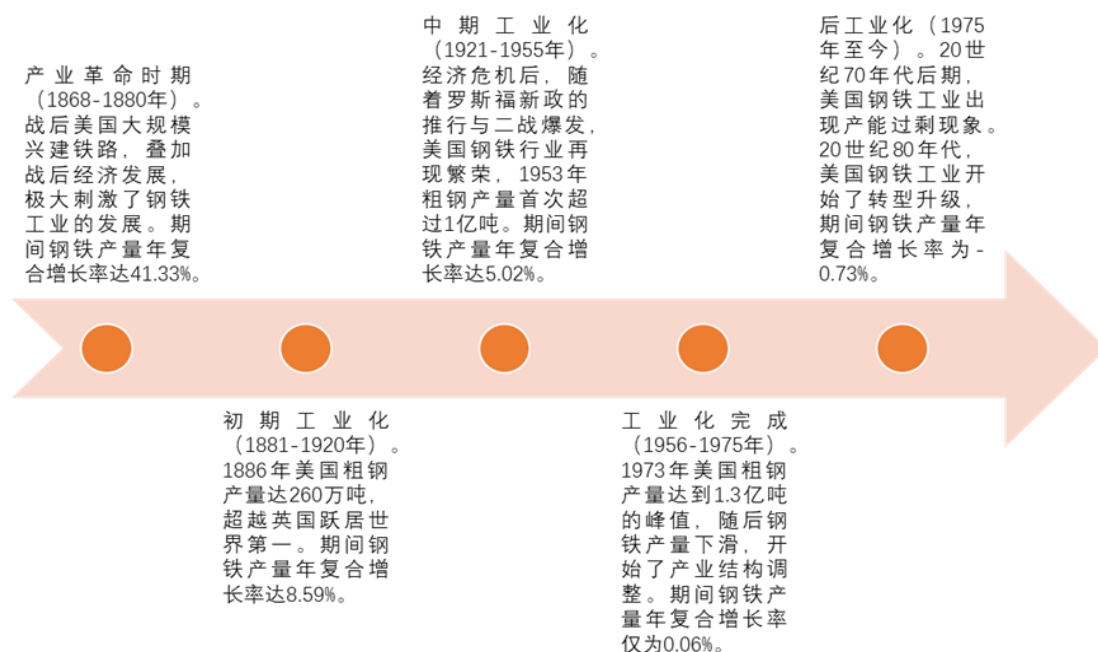 产业革命时期
（1868-1880年）。
战后美国大规模
兴建铁路，叠加
战后经济发展，
极大刺激了钢铁
工业的发展。期
间钢铁产量年复
合增长率达41.33%。
初期工业化
（1881-1920年）。
1886年美国粗钢
产量达260万吨，
超越英国跃居世
界第一。期间钢
铁产量年复合增
长率达8.59%。
中期工业化
（1921-1955年）。
经济危机后，随
着罗斯福新政的
推行与二战爆发，
美国钢铁行业再
现繁荣，1953年
粗钢产量首次超
过1亿吨。期间钢
铁产量年复合增
长率达5.02%。
工业化完成
（1956-1975年）。
1973年美国粗钢
产量达到1.3亿吨
的峰值，随后钢
铁产量下滑，开
始了产业结构调
整。期间钢铁产
量年复合增长率
仅为0.06%。
后工业化（1975
年至今）。20世
纪70年代后期，
美国钢铁工业出
现产能过剩现象。
20世纪80年代，
美国钢铁工业开
始了转型升级，
期间钢铁产量年
复合增长率为-
0.73%。